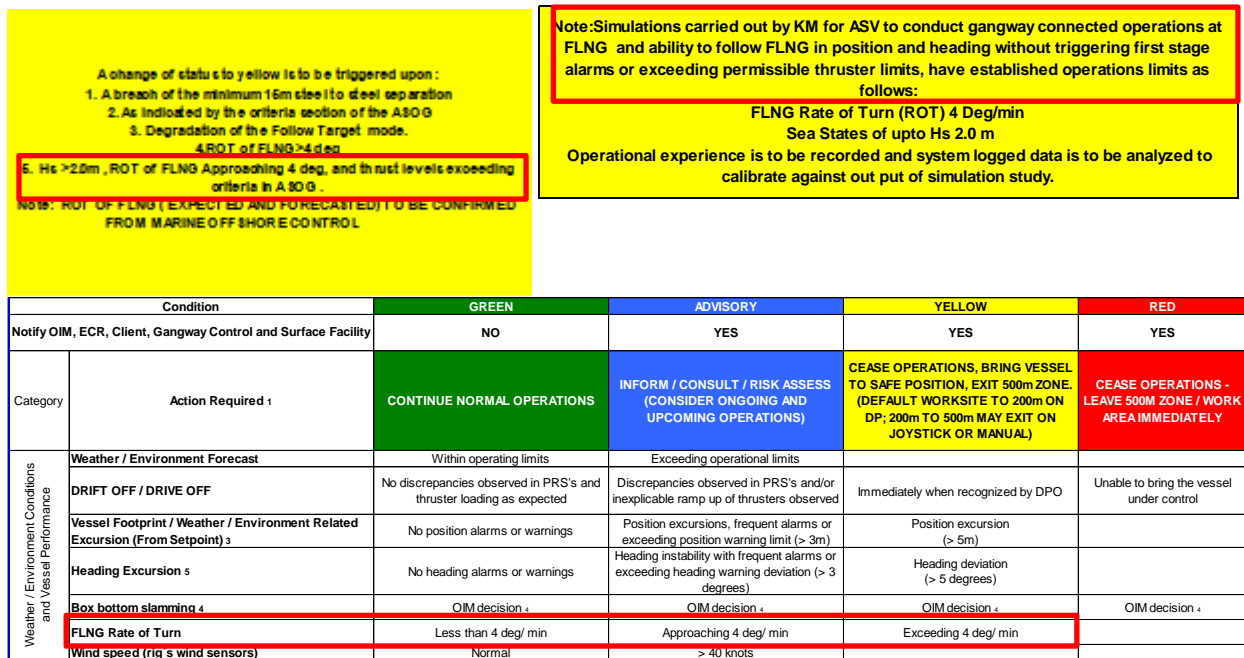 A change of status to yellow is to be triggered upon :
1. A breach of the minimum 15m steel to steel separation
2. As indicated by the criteria section of the ASOG
3. Degradation of the Follow Target mode.
4.ROT of FLNG>4 deg
5. Hs >2.0m , ROT of FLNG Approaching 4 deg, and thrust levels exceeding
criteria in ASOG .
Note: ROT OF FLNG ( EXPECTED AND FORECASTED) TO BE CONFIRMED
FROM MARINE OFFSHORE CONTROL
Note:Simulations carried out by KM for ASV to conduct gangway connected operations at
FLNG and ability to follow FLNG in position and heading without triggering first stage
alarms or exceeding permissible thruster limits, have established operations limits as
follows:
FLNG Rate of Turn (ROT) 4 Deg/min
Sea States of upto Hs 2.0 m
Operational experience is to be recorded and system logged data is to be analyzed to
calibrate against out put of simulation study.
Condition GREEN ADVISORY YELLOW RED
Notify OIM, ECR, Client, Gangway Control and Surface Facility NO YES YES YES
Category
Action Required 1
CONTINUE NORMAL OPERATIONS
INFORM / CONSULT / RISK ASSESS
(CONSIDER ONGOING AND
UPCOMING OPERATIONS)
CEASE OPERATIONS, BRING VESSEL
TO SAFE POSITION, EXIT 500m ZONE.
(DEFAULT WORKSITE TO 200m ON
DP; 200m TO 500m MAY EXIT ON
JOYSTICK OR MANUAL)
CEASE OPERATIONS -
LEAVE 500M ZONE / WORK
AREA IMMEDIATELY
Weather / Environment Conditions
and Vessel Performance
Weather / Environment Forecast Within operating limits Exceeding operational limits
DRIFT OFF / DRIVE OFF
No discrepancies observed in PRS's and
thruster loading as expected
Discrepancies observed in PRS's and/or
inexplicable ramp up of thrusters observed
Immediately when recognized by DPO
Unable to bring the vessel
under control
Vessel Footprint / Weather / Environment Related
Excursion (From Setpoint) 3
No position alarms or warnings
Position excursions, frequent alarms or
exceeding position warning limit (> 3m)
Position excursion
(> 5m)
Heading Excursion 5
No heading alarms or warnings
Heading instability with frequent alarms or
exceeding heading warning deviation (> 3
degrees)
Heading deviation
(> 5 degrees)
Box bottom slamming 4 OIM decision 4 OIM decision 4 OIM decision 4 OIM decision 4
FLNG Rate of Turn Less than 4 deg/ min Approaching 4 deg/ min Exceeding 4 deg/ min
Wind speed (rig's wind sensors) Normal > 40 knots